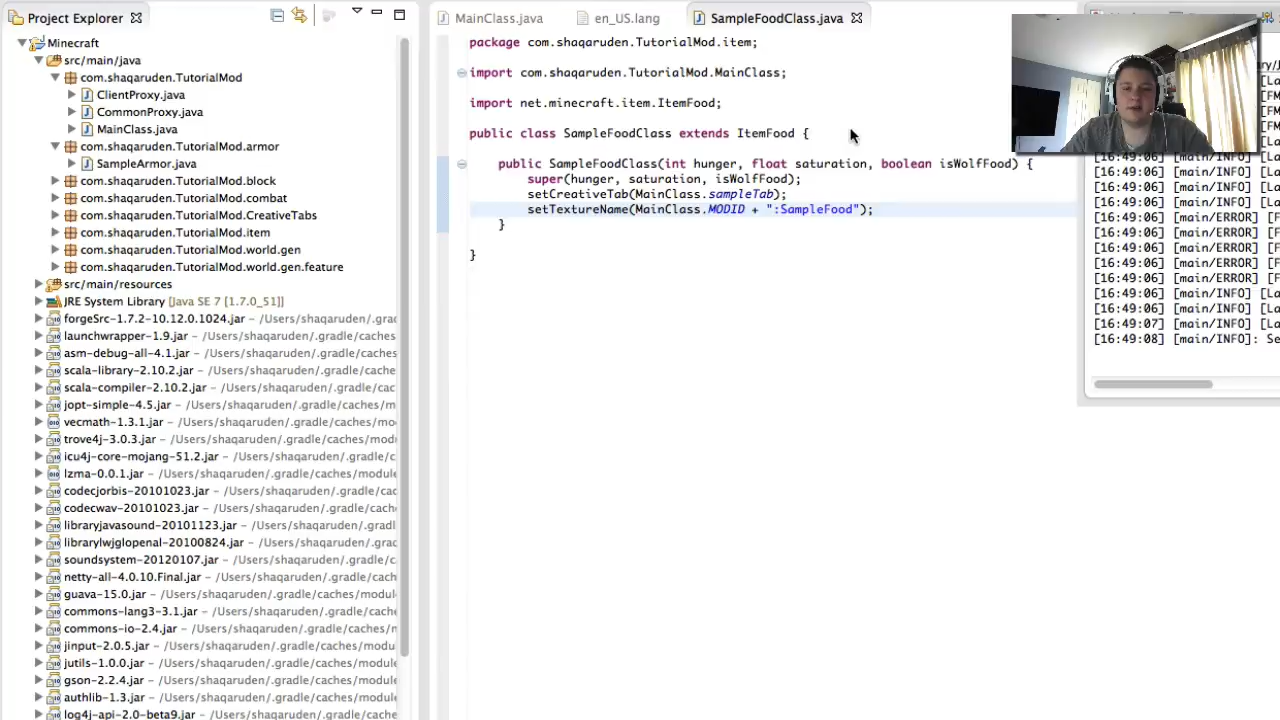 Project Explorer
Minecraft
src/main/java
com.shaqaruden.TutorialMod
ClientProxy.java
CommonProxy.java
MainClass.java
com.shaqaruden.TutorialMod.armor
SampleArmor.java
com.shaqaruden.TutorialMod.block
com.shaqaruden.TutorialMod.combat
com.shaqaruden.TutorialMod.CreativeTabs
com.shaqaruden.TutorialMod.item
com.shaqaruden.TutorialMod.world.gen
com.shaqaruden.TutorialMod.world.gen.feature
src/main/resources
JRE System Library [Java SE 7 [1.7.0_51]]
forgeSrc-1.7.2-10.12.0.1024.jar - /Users/shaqaruden/.grad
launchwrapper-1.9.jar - /Users/shaqaruden/.gradle/caches
asm-debug-all-4.1.jar - /Users/shaqaruden/.gradle/caches
scala-library-2.10.2.jar - /Users/shaqaruden/.gradle/cach
scala-compiler-2.10.2.jar - /Users/shaqaruden/.gradle/cac
jopt-simple-4.5.jar - /Users/shaqaruden/.gradle/caches/m
vecmath-1.3.1.jar - /Users/shaqaruden/.gradle/caches/mo
trove4j-3.0.3.jar - /Users/shaqaruden/.gradle/caches/mod
icu4j-core-mojang-51.2.jar - /Users/shaqaruden/.gradle/c
lzma-0.0.1.jar - /Users/shaqaruden/.gradle/caches/module
codecjorbis-20101023.jar - /Users/shaqaruden/.gradle/ca
codecwav-20101023.jar - /Users/shaqaruden/.gradle/cach
libraryjavasound-20101123.jar - /Users/shaqaruden/.gradl
librarylwjglopenal-20100824.jar - /Users/shaqaruden/.gra
soundsystem-20120107.jar - /Users/shaqaruden/.gradle/c
netty-all-4.0.10.Final.jar - /Users/shaqaruden/.gradle/cac
guava-15.0.jar - /Users/shaqaruden/.gradle/caches/modul
commons-lang3-3.1.jar - /Users/shaqaruden/.gradle/cach
commons-io-2.4.jar - /Users/shaqaruden/.gradle/caches/
jinput-2.0.5.jar - /Users/shaqaruden/.gradle/caches/mod
jutils-1.0.0.jar - /Users/shaqaruden/.gradle/caches/modu
gson-2.2.4.jar - /Users/shaqaruden/.gradle/caches/modul
authlib-1.3.jar - /Users/shaqaruden/.gradle/caches/modul
log4j-api-2.0-beta9.jar - /Users/shaqaruden/.gradle/cach
MainClass.java
en_US.lang
SampleFoodClass.java
package com.shaqaruden.TutorialMod.item;
import com.shaqaruden.TutorialMod.MainClass;
import net.minecraft.item.ItemFood;
public class SampleFoodClass extends ItemFood {
public SampleFoodClass(int hunger, float saturation, boolean isWolfFood) {
super(hunger, saturation, isWolfFood);
setCreativeTab(MainClass.sampleTab);
setTextureName(MainClass.MODID + ":SampleFood");
}
}
[16:49:06] [main/INFO] [La
[16:49:06] [main/INFO] [La
[16:49:06] [main/INFO] [La
[16:49:06] [main/INFO] [La
[16:49:06] [main/ERROR] [F
[16:49:06] [main/ERROR] [F
[16:49:06] [main/ERROR] [F
[16:49:06] [main/ERROR] [F
[16:49:06] [main/INFO] [La
[16:49:06] [main/INFO] [La
[16:49:07] [main/INFO] [La
[16:49:08] [main/INFO]: Se